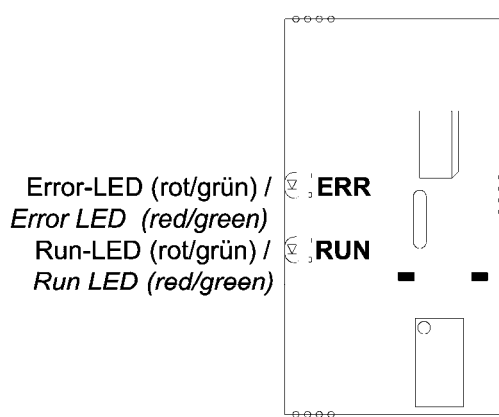 Error-LED (rot/grün) / ERR
Error LED (red/green)
Run-LED (rot/grün) / RUN
Run LED (red/green)